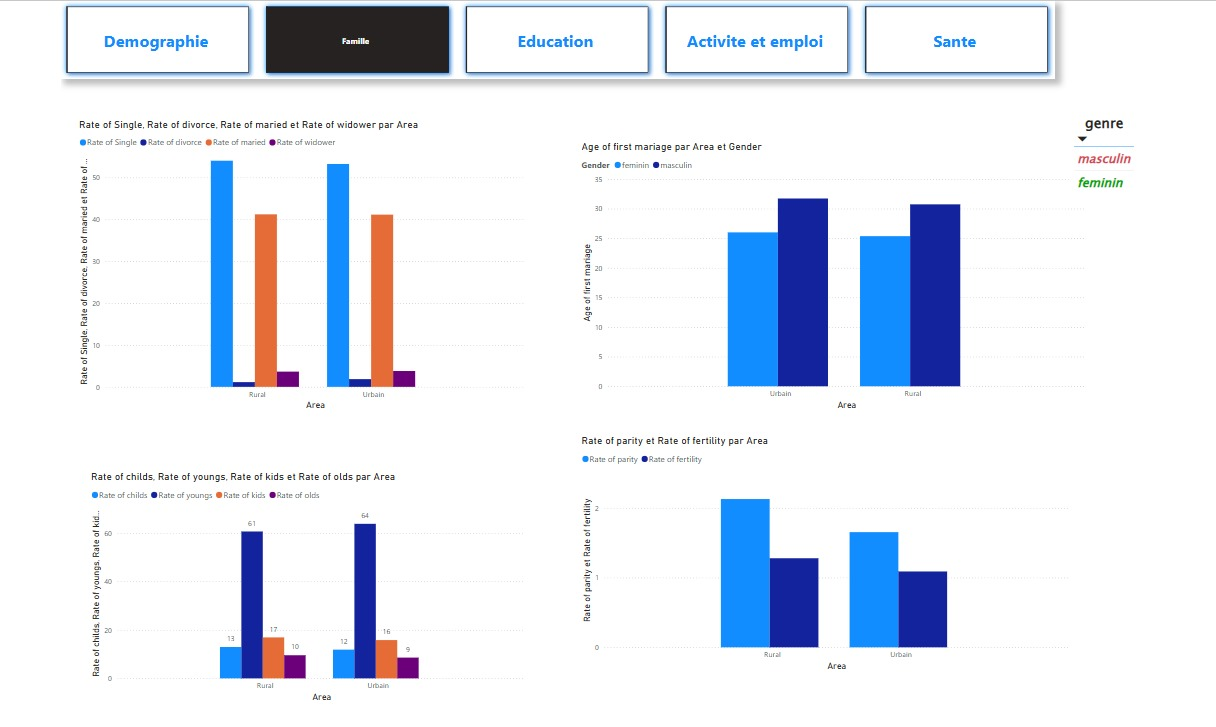 Demographie
Famille
Education
Activite et emploi
Sante
Rate of Single, Rate of divorce, Rate of maried et Rate of widower par Area
Rate of Single Rate of divorce Rate of maried Rate of widower
Rate of Single, Rate of divorce, Rate of maried et Rate of ...
50
40
30
20
10
0
Rural Urbain
Area
Age of first mariage par Area et Gender
Gender feminin masculin
Age of first mariage
35
30
25
20
15
10
5
0
Urbain Rural
Area
genre
masculin
feminin
Rate of childs, Rate of youngs, Rate of kids et Rate of olds par Area
Rate of childs Rate of youngs Rate of kids Rate of olds
Rate of childs, Rate of youngs, Rate of kid...
60
40
20
0
13 61 17 10
12 64 16 9
Rural Urbain
Area
Rate of parity et Rate of fertility par Area
Rate of parity Rate of fertility
Rate of parity et Rate of fertility
2
1
0
Rural Urbain
Area